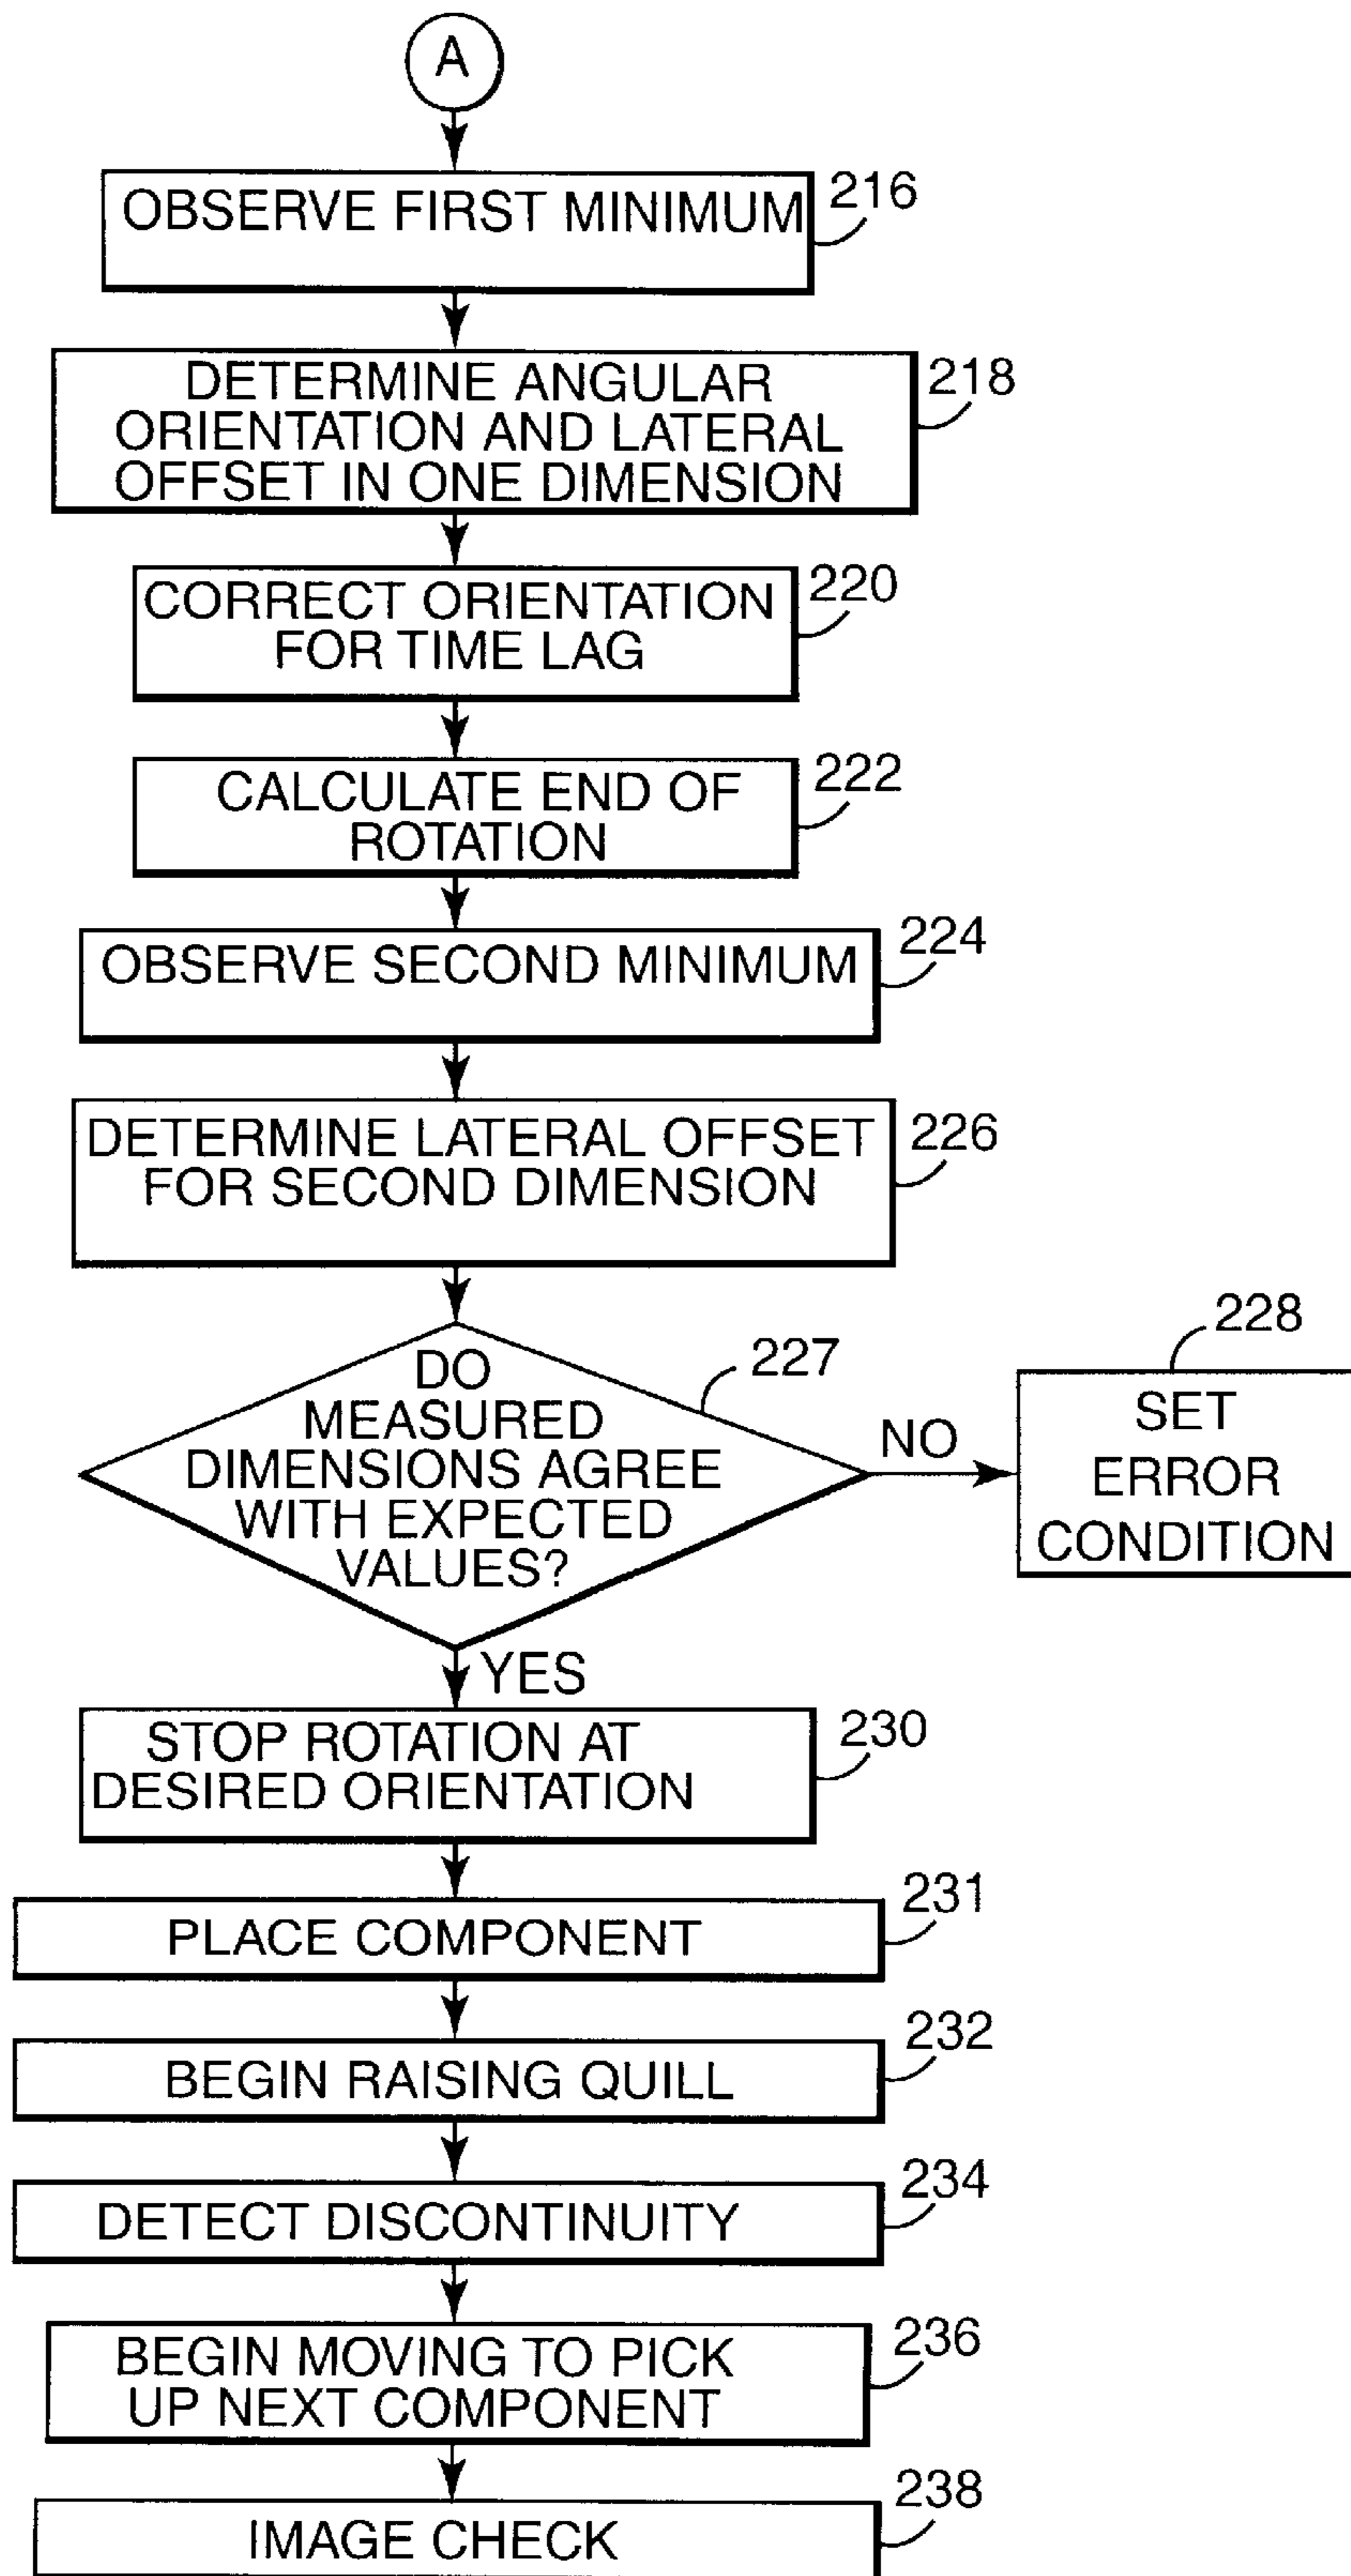 A
OBSERVE FIRST MINIMUM
216
DETERMINE ANGULAR
ORIENTATION AND LATERAL
OFFSET IN ONE DIMENSION
218
CORRECT ORIENTATION
FOR TIME LAG
220
CALCULATE END OF
ROTATION
222
OBSERVE SECOND MINIMUM
224
DETERMINE LATERAL OFFSET
FOR SECOND DIMENSION
226
DO
MEASURED
DIMENSIONS AGREE
WITH EXPECTED
VALUES?
227
NO
228
SET
ERROR
CONDITION
YES
STOP ROTATION AT
DESIRED ORIENTATION
230
PLACE COMPONENT
231
BEGIN RAISING QUILL
232
DETECT DISCONTINUITY
234
BEGIN MOVING TO PICK
UP NEXT COMPONENT
236
IMAGE CHECK
238